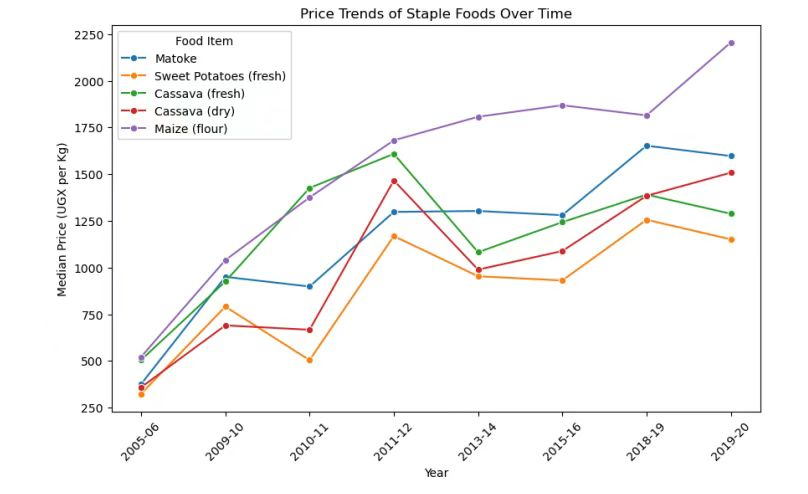 Price Trends of Staple Foods Over Time
Food Item
Matoke
Sweet Potatoes (fresh)
Cassava (fresh)
Cassava (dry)
Maize (flour)
Median Price (UGX per Kg)
2250
2000
1750
1500
1250
1000
750
500
250
2005-06
2009-10
2010-11
2011-12
2013-14
2015-16
2018-19
2019-20
Year